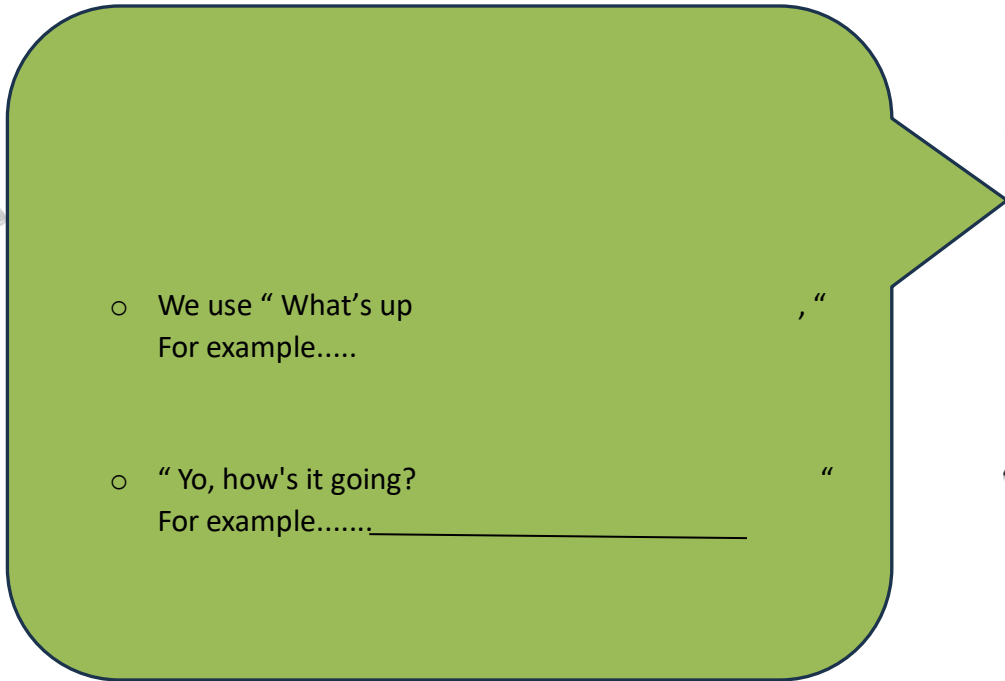 ○ We use “ What’s up , “
For example.....
○ “ Yo, how's it going? “
For example.......